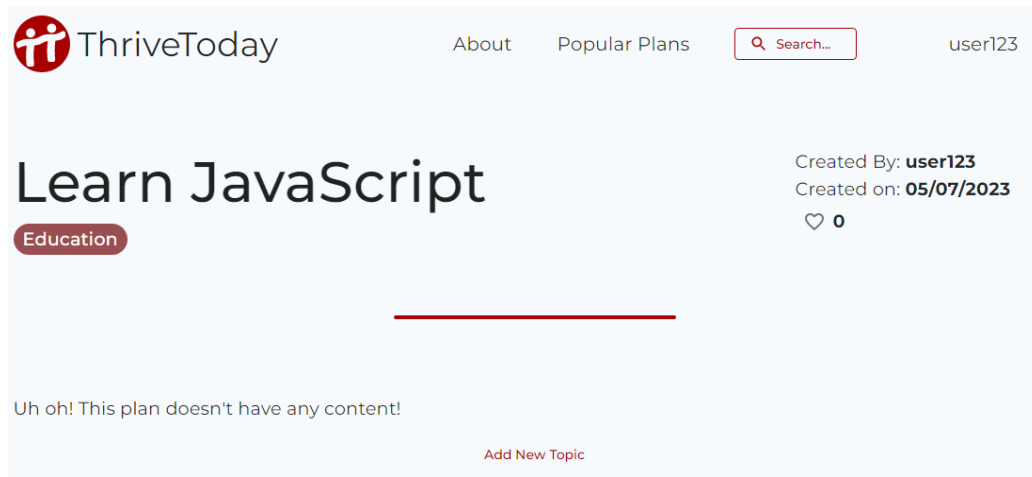 ThriveToday About Popular Plans Search... user123
Learn JavaScript
Education
Created By: user123
Created on: 05/07/2023
0
Uh oh! This plan doesn't have any content!
Add New Topic